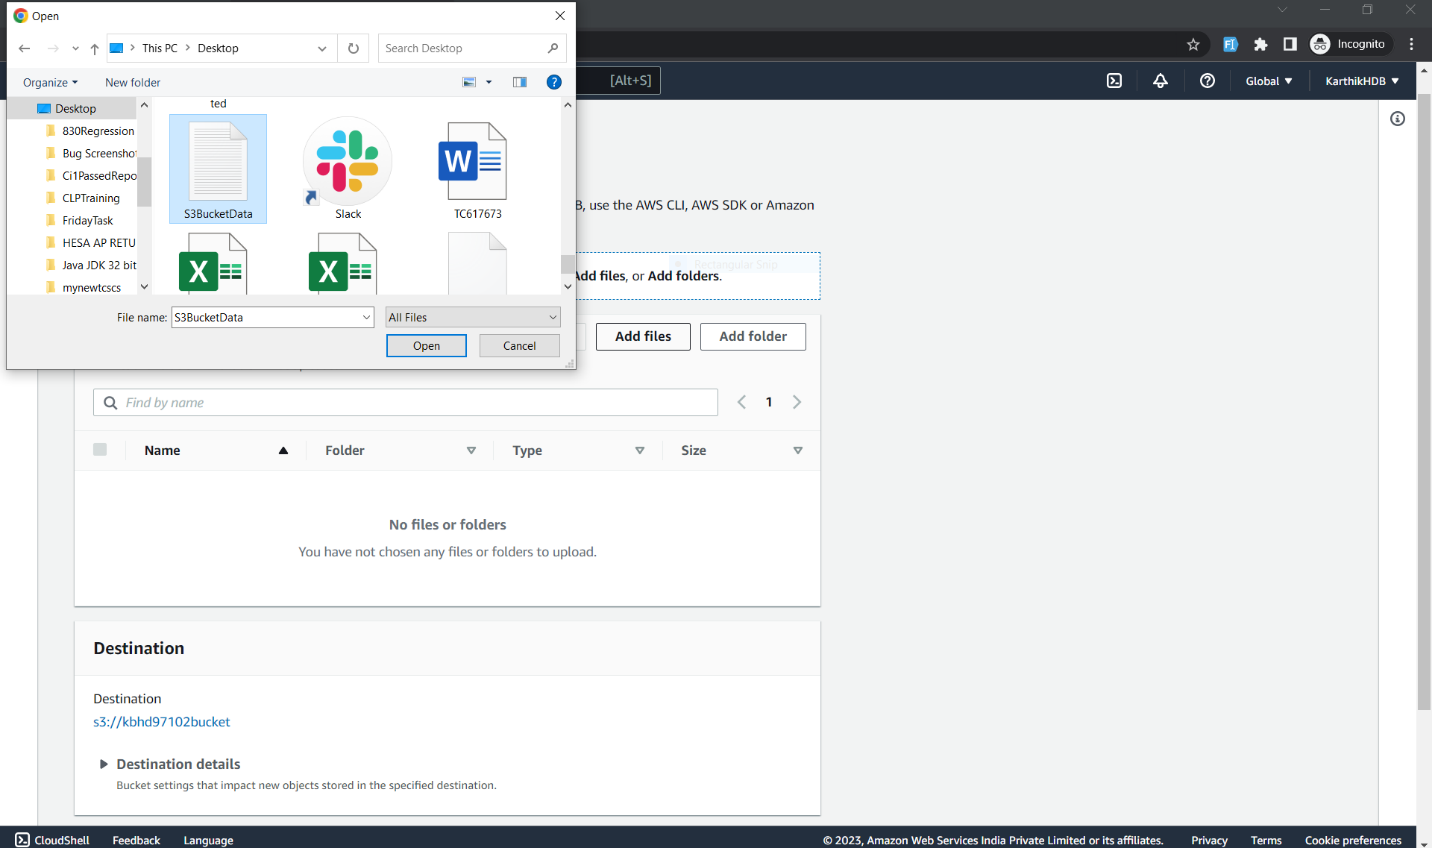 Open
This PC > Desktop
Search Desktop
Organize
New folder
Desktop
830Regression
Bug Screensho
Ci1PassedRepo
CLPTraining
FridayTask
HESA AP RETU
Java JDK 32 bit
mynewtcscs
ted
S3BucketData
Slack
TC617673
File name:
S3BucketData
All Files
Open
Cancel
Incognito
[Alt+S]
Global
KarthikHDB
B, use the AWS CLI, AWS SDK or Amazon
Rectangular Snip
Add files, or Add folders.
Add files
Add folder
Find by name
1
Name
Folder
Type
Size
No files or folders
You have not chosen any files or folders to upload.
Destination
Destination
s3://kbhd97102bucket
Destination details
Bucket settings that impact new objects stored in the specified destination.
CloudShell
Feedback
Language
© 2023, Amazon Web Services India Private Limited or its affiliates.
Privacy
Terms
Cookie preferences